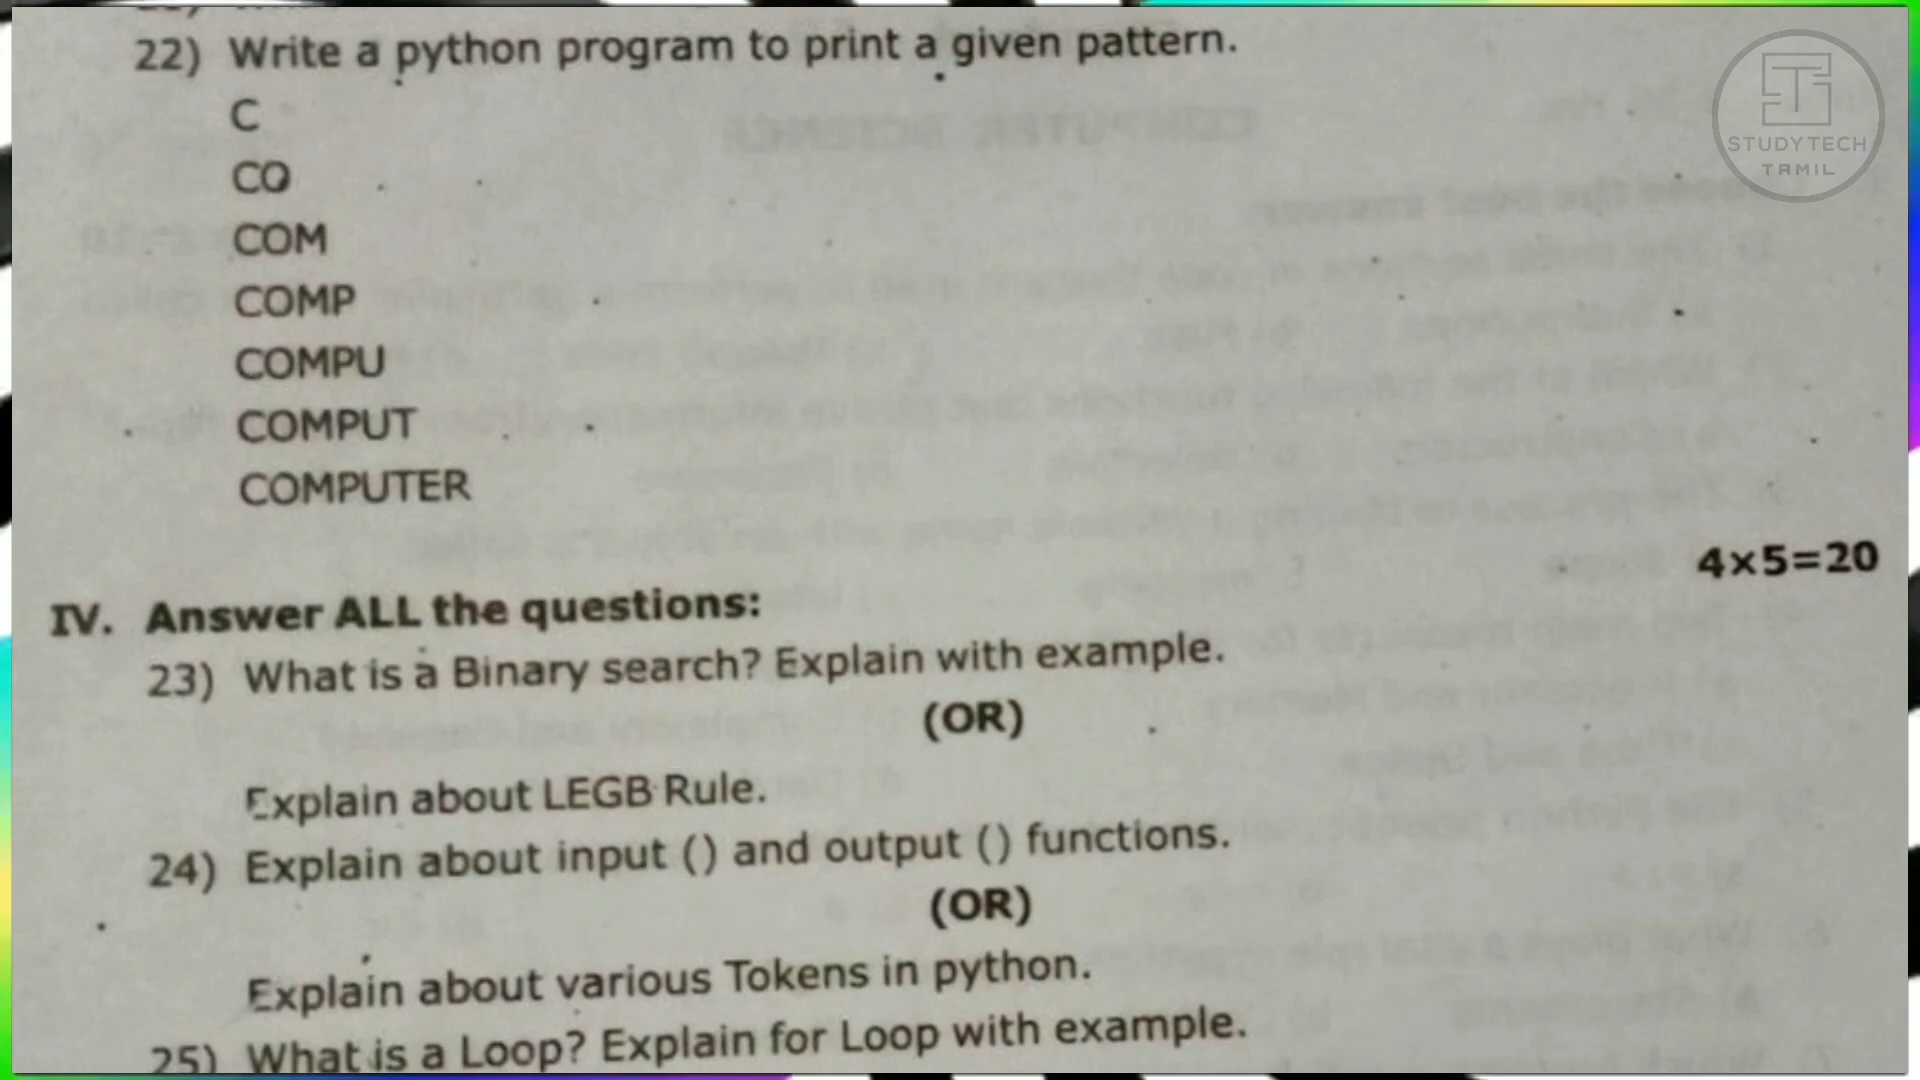 22) Write a python program to print a given pattern.
C
CO
COM
COMP
COMPU
COMPUT
COMPUTER
4×5=20
IV. Answer ALL the questions:
23) What is a Binary search? Explain with example.
(OR)
Explain about LEGB Rule.
24) Explain about input () and output () functions.
(OR)
Explain about various Tokens in python.
25) What is a Loop? Explain for Loop with example.
STUDYTECH
TAMIL